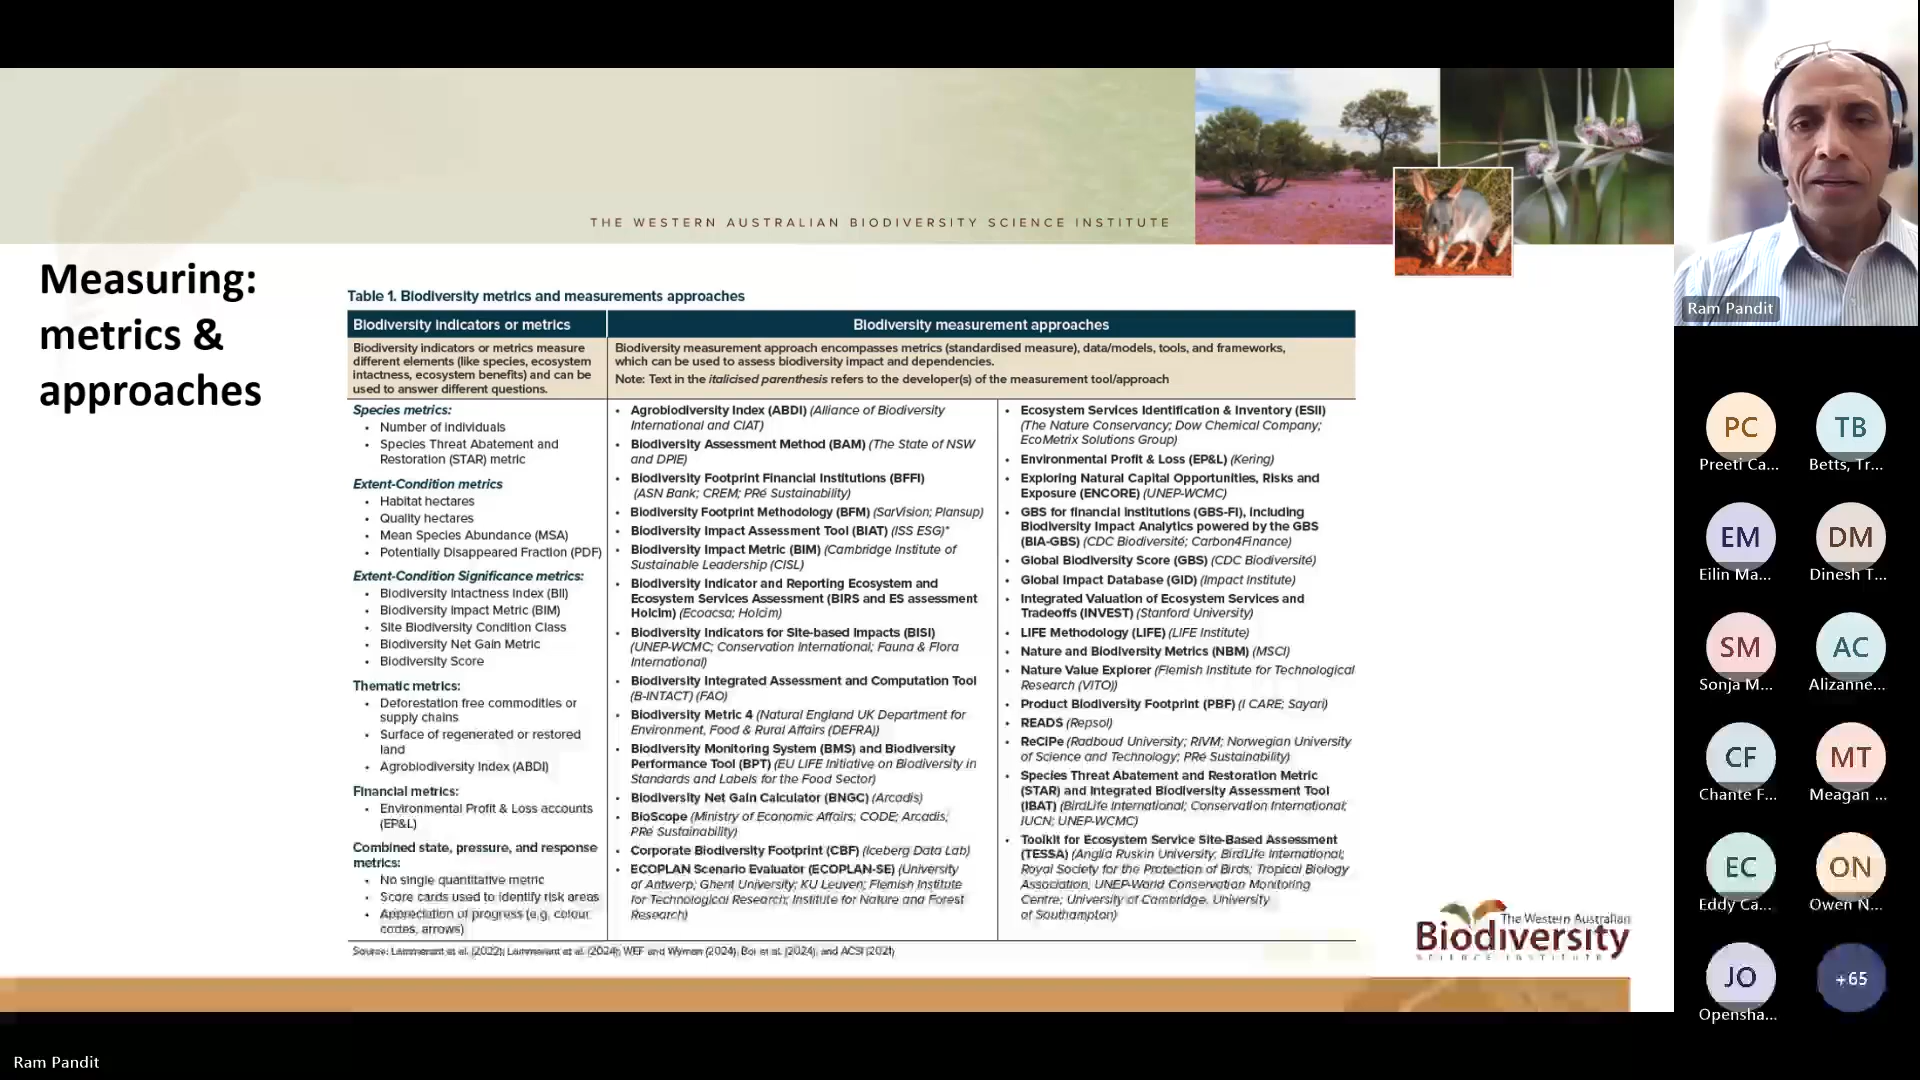 THE WESTERN AUSTRALIAN BIODIVERSITY SCIENCE INSTITUTE
Measuring:
metrics &
approaches
Table 1. Biodiversity metrics and measurements approaches
Biodiversity indicators or metrics
Biodiversity measurement approaches
Biodiversity indicators or metrics measure
different elements (like species, ecosystem
intactness, ecosystem benefits) and can be
used to answer different questions.
Biodiversity measurement approach encompasses metrics (standardised measure), data/models, tools, and frameworks,
which can be used to assess biodiversity impact and dependencies.
Note: Text in the italicised parenthesis refers to the developer(s) of the measurement tool/approach
Species metrics:
• Number of individuals
• Species Threat Abatement and
Restoration (STAR) metric
Extent-Condition metrics
• Habitat hectares
• Quality hectares
• Mean Species Abundance (MSA)
• Potentially Disappeared Fraction (PDF)
Extent-Condition Significance metrics:
• Biodiversity Intactness Index (BII)
• Biodiversity Impact Metric (BIM)
• Site Biodiversity Condition Class
• Biodiversity Net Gain Metric
• Biodiversity Score
Thematic metrics:
• Deforestation free commodities or
supply chains
• Surface of regenerated or restored
land
• Agrobiodiversity Index (ABDI)
Financial metrics:
• Environmental Profit & Loss accounts
(EP&L)
Combined state, pressure, and response
metrics:
• No single quantitative metric
• Score cards used to identify risk areas
• Appreciation of progress (e.g. colour
codes, arrows)
• Agrobiodiversity Index (ABDI) (Alliance of Biodiversity
International and CIAT)
• Biodiversity Assessment Method (BAM) (The State of NSW
and DPIE)
• Biodiversity Footprint Financial Institutions (BFFI)
(ASN Bank; CREM; PRé Sustainability)
• Biodiversity Footprint Methodology (BFM) (SarVision; Plansup)
• Biodiversity Impact Assessment Tool (BIAT) (ISS ESG)*
• Biodiversity Impact Metric (BIM) (Cambridge Institute of
Sustainable Leadership (CISL)
• Biodiversity Indicator and Reporting Ecosystem and
Ecosystem Services Assessment (BIRS and ES assessment
Holcim) (Ecoacsa; Holcim)
• Biodiversity Indicators for Site-based Impacts (BISI)
(UNEP-WCMC; Conservation International; Fauna & Flora
International)
• Biodiversity Integrated Assessment and Computation Tool
(B-INTACT) (FAO)
• Biodiversity Metric 4 (Natural England UK Department for
Environment, Food & Rural Affairs (DEFRA))
• Biodiversity Monitoring System (BMS) and Biodiversity
Performance Tool (BPT) (EU LIFE Initiative on Biodiversity in
Standards and Labels for the Food Sector)
• Biodiversity Net Gain Calculator (BNGC) (Arcadis)
• BioScope (Ministry of Economic Affairs; CODE; Arcadis;
PRé Sustainability)
• Corporate Biodiversity Footprint (CBF) (Iceberg Data Lab)
• ECOPLAN Scenario Evaluator (ECOPLAN-SE) (University
of Antwerp; Ghent University; KU Leuven; Flemish Institute
for Technological Research; Institute for Nature and Forest
Research)
• Ecosystem Services Identification & Inventory (ESII)
(The Nature Conservancy; Dow Chemical Company;
EcoMetrix Solutions Group)
• Environmental Profit & Loss (EP&L) (Kering)
• Exploring Natural Capital Opportunities, Risks and
Exposure (ENCORE) (UNEP-WCMC)
• GBS for financial institutions (GBS-FI), including
Biodiversity Impact Analytics powered by the GBS
(BIA-GBS) (CDC Biodiversité; Carbon4Finance)
• Global Biodiversity Score (GBS) (CDC Biodiversité)
• Global Impact Database (GID) (Impact Institute)
• Integrated Valuation of Ecosystem Services and
Tradeoffs (INVEST) (Stanford University)
• LIFE Methodology (LIFE) (LIFE Institute)
• Nature and Biodiversity Metrics (NBM) (MSCI)
• Nature Value Explorer (Flemish Institute for Technological
Research (VITO))
• Product Biodiversity Footprint (PBF) (I CARE; Sayari)
• READS (Repsol)
• ReCiPe (Radboud University; RIVM; Norwegian University
of Science and Technology; PRé Sustainability)
• Species Threat Abatement and Restoration Metric
(STAR) and Integrated Biodiversity Assessment Tool
(IBAT) (BirdLife International; Conservation International;
IUCN; UNEP-WCMC)
• Toolkit for Ecosystem Service Site-Based Assessment
(TESSA) (Anglia Ruskin University; BirdLife International;
Royal Society for the Protection of Birds; Tropical Biology
Association, UNEP-World Conservation Monitoring
Centre; University of Cambridge. University
of Southampton)
Source: Lammerant et al. (2022); Lammerant et al. (2024); WEF and Wyman (2024), Boi et al. (2024), and ACSI (2021)
The Western Australian
Biodiversity
SCIENCE INSTITUTE
Ram Pandit
PC
Preeti Ca...
TB
Betts, Tr...
EM
Eilin Ma...
DM
Dinesh T...
SM
Sonja M...
AC
Alizanne...
CF
Chante F...
MT
Meagan ...
EC
Eddy Ca...
ON
Owen N...
JO
Opensha...
+65
Ram Pandit